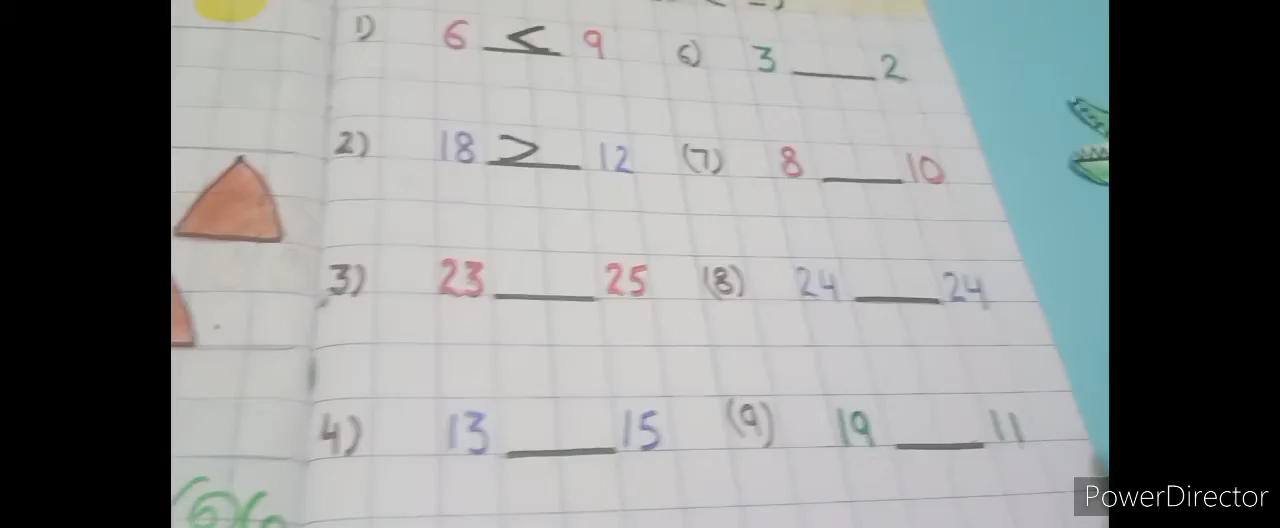 1) 6 < 9 6) 3 ___ 2
2) 18 > 12 (7) 8 ___ 10
3) 23 ___ 25 (8) 24 ___ 24
4) 13 ___ 15 (9) 19 ___ 11
PowerDirector